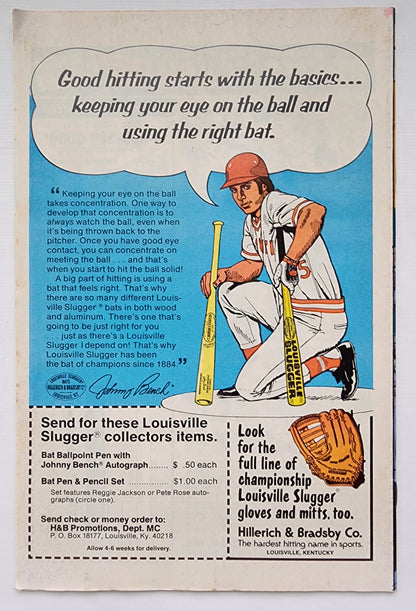 Good hitting starts with the basics...
keeping your eye on the ball and
using the right bat.
“Keeping your eye on the ball
takes concentration. One way to
develop that concentration is to
always watch the ball, even when
it's being thrown back to the
pitcher. Once you have good eye
contact, you can concentrate on
meeting the ball . . . and that's
when you start to hit the ball solid!
A big part of hitting is using a
bat that feels right. That's why
there are so many different Louis-
ville Slugger® bats in both wood
and aluminum. There's one that's
going to be just right for you
. . . just as there's a Louisville
Slugger I depend on! That's why
Louisville Slugger has been
the bat of champions since 1884.”
LOUISVILLE SLUGGER
BATS
HILLERICH & BRADSBY Co
LOUISVILLE, KY.
Johnny Bench
5
LOUISVILLE
SLUGGER
Send for these Louisville
Slugger® collectors items.
Bat Ballpoint Pen with
Johnny Bench® Autograph....... $ .50 each
Bat Pen & Pencil Set ...............$1.00 each
Set features Reggie Jackson or Pete Rose auto-
graphs (circle one).
Send check or money order to:
H&B Promotions, Dept. MC
P. O. Box 18177, Louisville, Ky. 40218
Allow 4-6 weeks for delivery.
Look
for the
full line of
championship
Louisville Slugger®
gloves and mitts, too.
Hillerich & Bradsby Co.
The hardest hitting name in sports.
LOUISVILLE, KENTUCKY